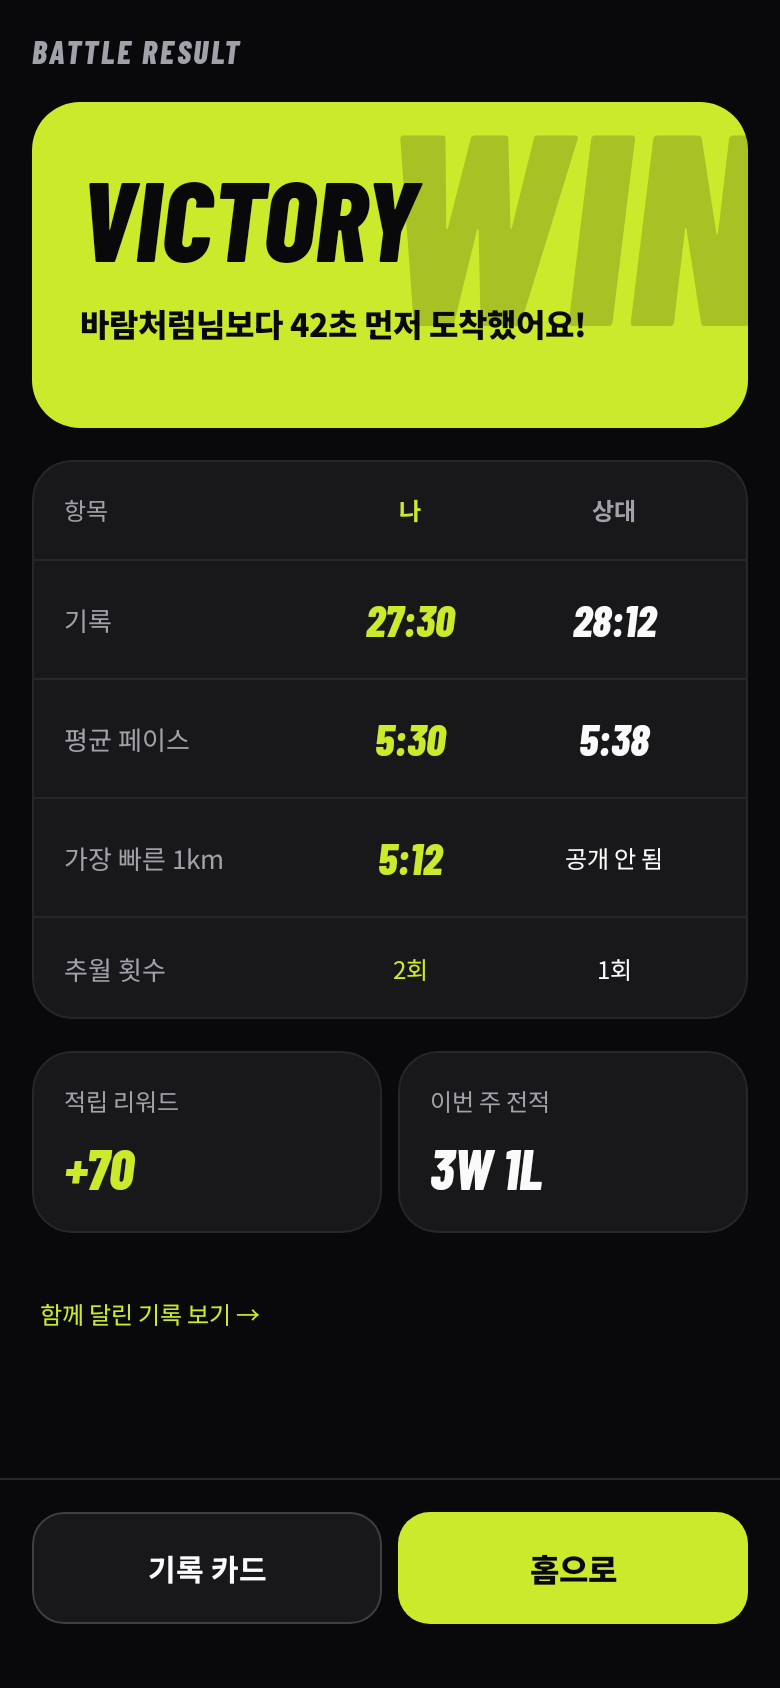 BATTLE RESULT
WIN
VICTORY
바람처럼님보다 42초 먼저 도착했어요!
항목 나 상대
기록 27:30 28:12
평균 페이스 5:30 5:38
가장 빠른 1km 5:12 공개 안 됨
추월 횟수 2회 1회
적립 리워드 이번 주 전적
+70 3W 1L
함께 달린 기록 보기 →
기록 카드 홈으로